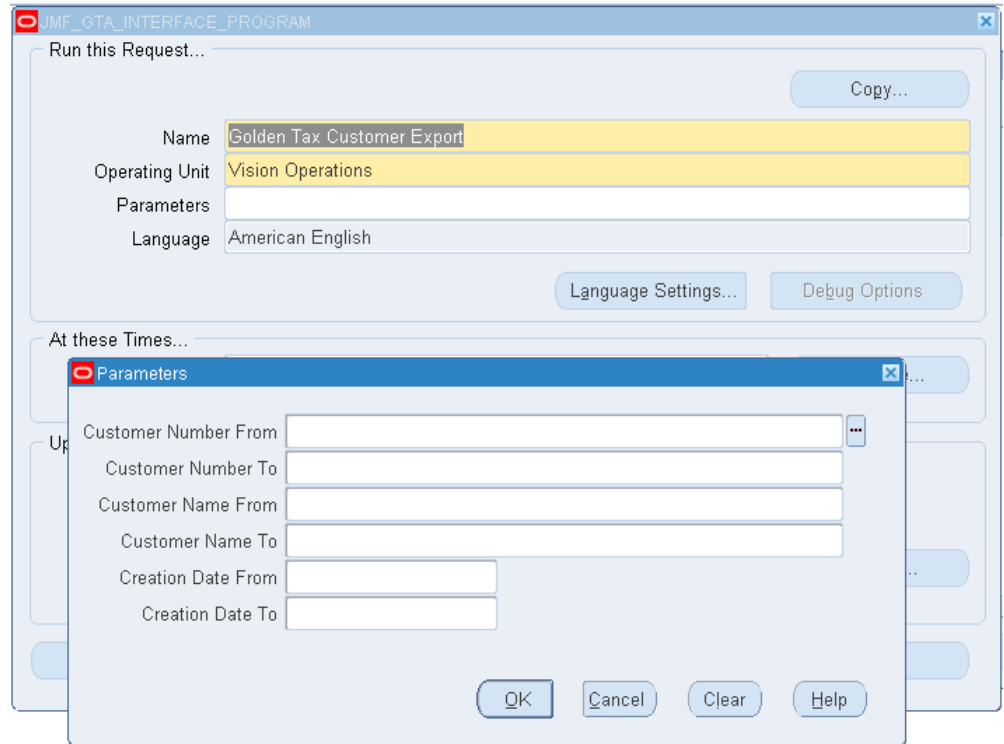 JMF_GTA_INTERFACE_PROGRAM
Run this Request...
Copy...
Name Golden Tax Customer Export
Operating Unit Vision Operations
Parameters
Language American English
Language Settings... Debug Options
At these Times...
Parameters
Customer Number From
Up
Customer Number To
Customer Name From
Customer Name To
Creation Date From
Creation Date To
OK Cancel Clear Help